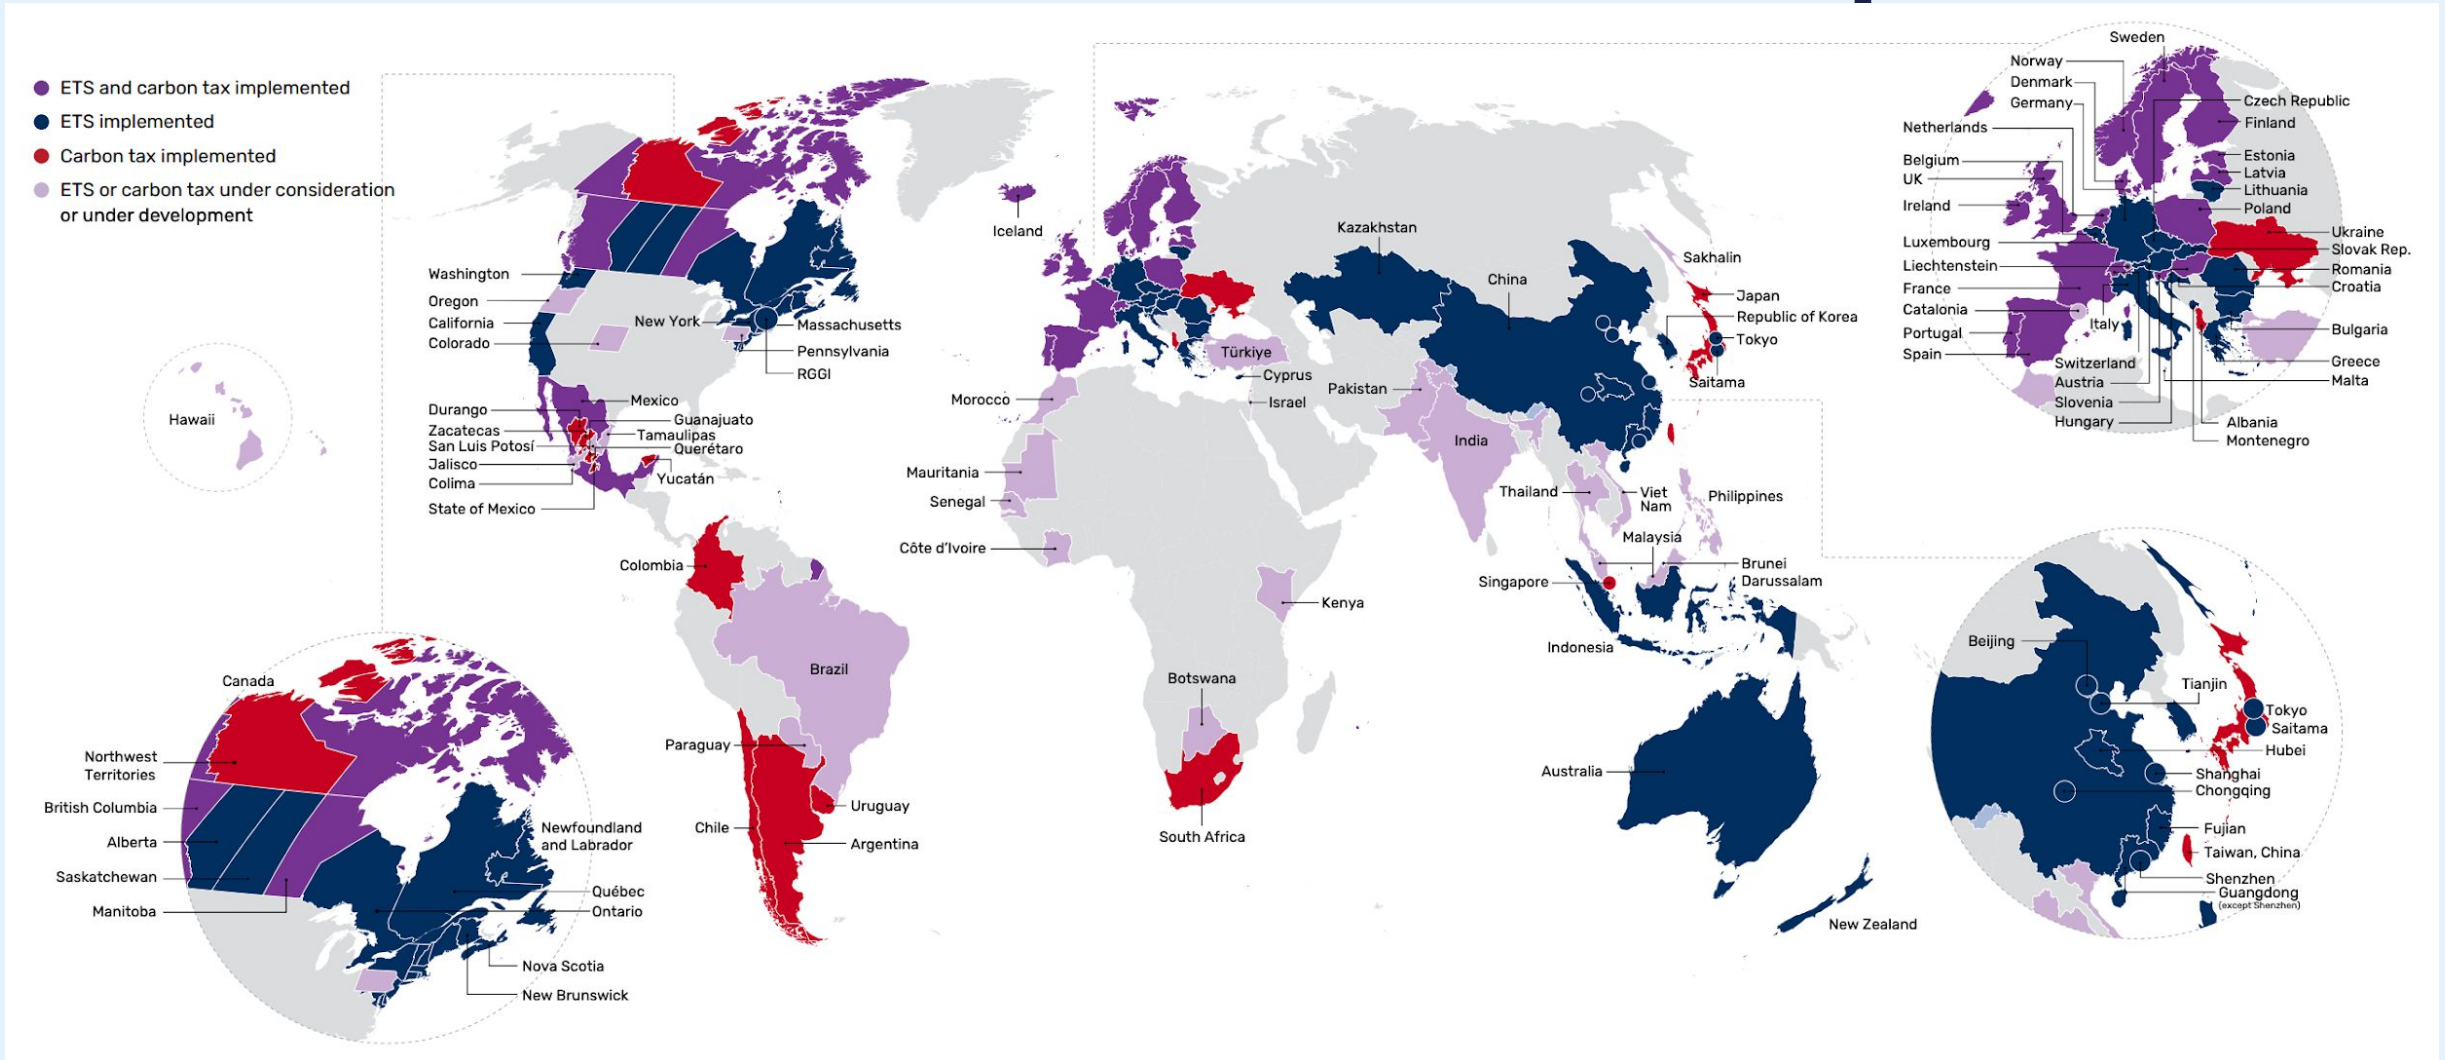 ETS and carbon tax implemented
ETS implemented
Carbon tax implemented
ETS or carbon tax under consideration
or under development
Hawaii
Washington
Oregon
California
Colorado
New York
Massachusetts
Pennsylvania
RGGI
Mexico
Durango
Guanajuato
Zacatecas
Tamaulipas
San Luis Potosí
Querétaro
Jalisco
Yucatán
Colima
State of Mexico
Colombia
Brazil
Paraguay
Uruguay
Chile
Argentina
Canada
Northwest
Territories
British Columbia
Alberta
Saskatchewan
Manitoba
Newfoundland
and Labrador
Québec
Ontario
Nova Scotia
New Brunswick
Iceland
Morocco
Mauritania
Senegal
Côte d'Ivoire
Kenya
Botswana
South Africa
Türkiye
Cyprus
Israel
Kazakhstan
China
Pakistan
India
Thailand
Viet
Nam
Philippines
Malaysia
Brunei
Darussalam
Singapore
Indonesia
Australia
New Zealand
Sakhalin
Japan
Republic of Korea
Tokyo
Saitama
Sweden
Norway
Denmark
Germany
Netherlands
Belgium
UK
Ireland
Luxembourg
Liechtenstein
France
Catalonia
Portugal
Spain
Italy
Switzerland
Austria
Slovenia
Hungary
Czech Republic
Finland
Estonia
Latvia
Lithuania
Poland
Ukraine
Slovak Rep.
Romania
Croatia
Bulgaria
Greece
Malta
Albania
Montenegro
Beijing
Tianjin
Tokyo
Saitama
Hubei
Shanghai
Chongqing
Fujian
Taiwan, China
Shenzhen
Guangdong
(except Shenzhen)